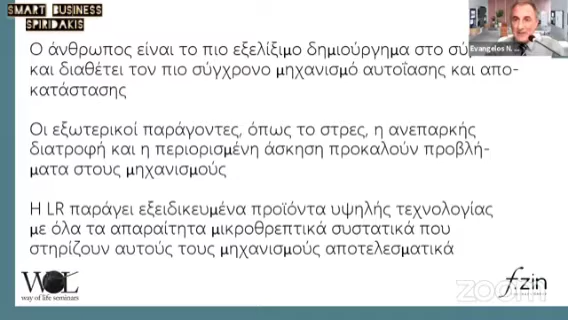 SMART BUSINESS
SPIRIDAKIS
Evangelos N.
Ο άνθρωπος είναι το πιο εξελίξιμο δημιούργημα στο
και διαθέτει τον πιο σύγχρονο μηχανισμό αυτοΐασης και απο-
κατάστασης
Οι εξωτερικοί παράγοντες, όπως το στρες, η ανεπαρκής
διατροφή και η περιορισμένη άσκηση προκαλούν προβλή-
ματα στους μηχανισμούς
Η LR παράγει εξειδικευμένα προϊόντα υψηλής τεχνολογίας
με όλα τα απαραίτητα μικροθρεπτικά συστατικά που
στηρίζουν αυτούς τους μηχανισμούς αποτελεσματικά
WOL
way of life seminars
fzin
zoom